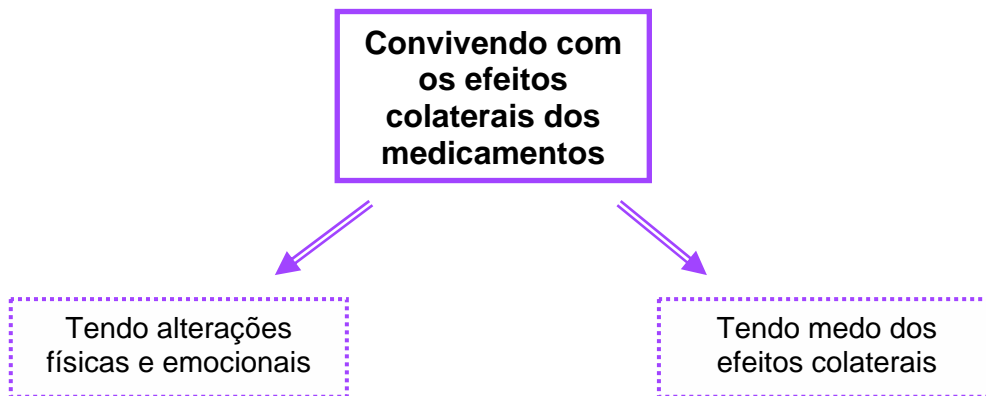 Convivendo com
os efeitos
colaterais dos
medicamentos
Tendo alterações
físicas e emocionais
Tendo medo dos
efeitos colaterais